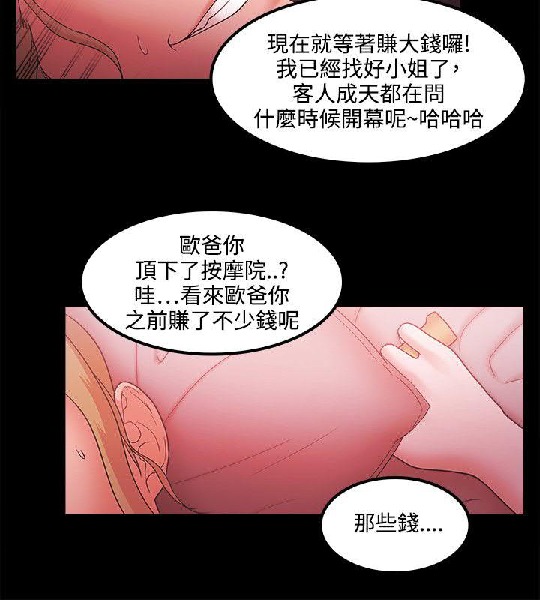 現在就等著賺大錢囉!
我已經找好小姐了,
客人成天都在問
什麼時候開幕呢~哈哈哈
歐爸你
頂下了按摩院..?
哇...看來歐爸你
之前賺了不少錢呢
那些錢....